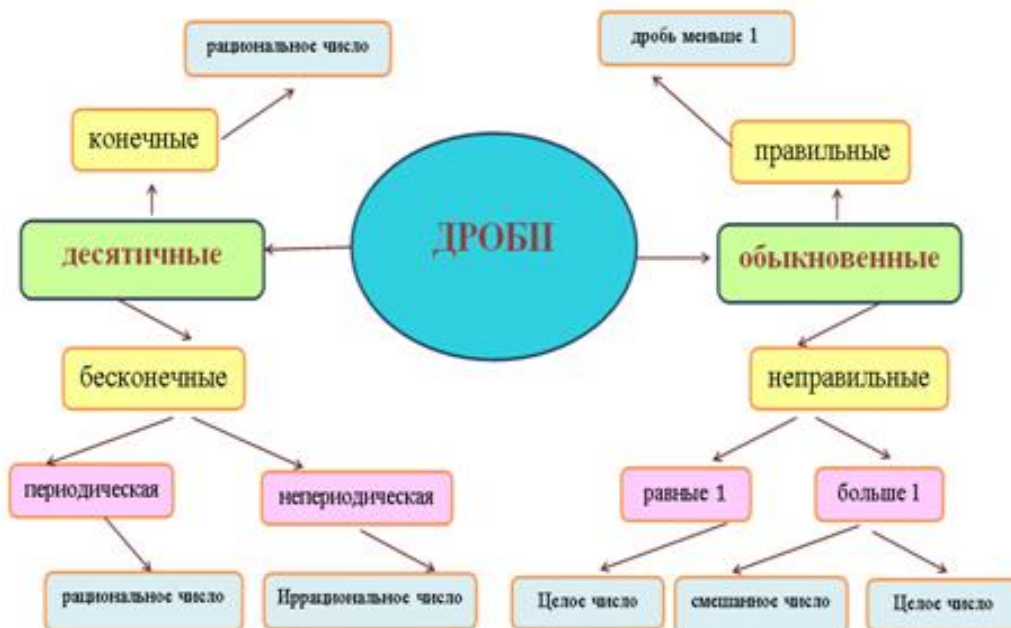 рациональное число
дробь меньше 1
конечные
правильные
ДРОБИ
десятичные
обыкновенные
бесконечные
неправильные
периодическая
непериодическая
равные 1
больше 1
рациональное число
Иррациональное число
Целое число
смешанное число
Целое число